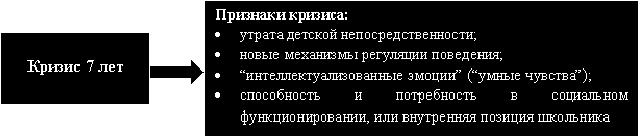 Кризис 7 лет
Признаки кризиса:
• утрата детской непосредственности;
• новые механизмы регуляции поведения;
• “интеллектуализованные эмоции” (“умные чувства”);
• способность и потребность в социальном
функционировании, или внутренняя позиция школьника